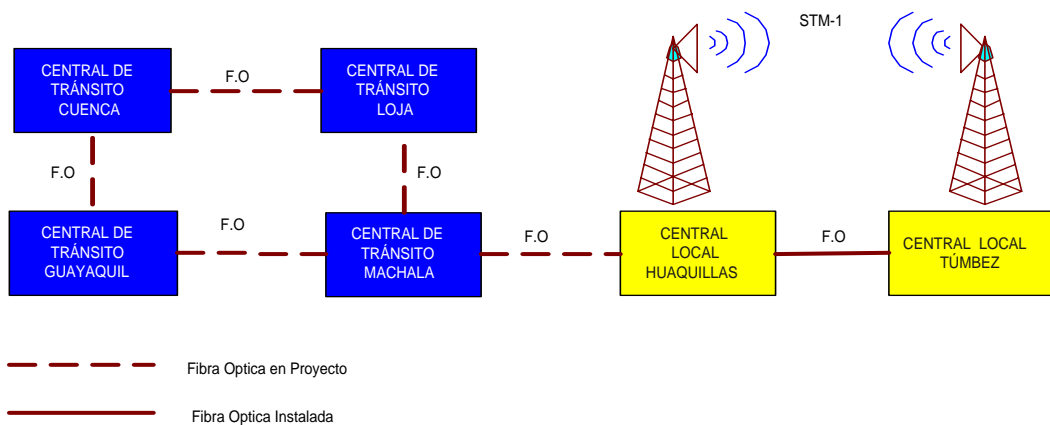 STM-1
CENTRAL DE
TRÁNSITO
CUENCA
F.O
CENTRAL DE
TRÁNSITO
LOJA
F.O
F.O
CENTRAL DE
TRÁNSITO
GUAYAQUIL
F.O
CENTRAL DE
TRÁNSITO
MACHALA
F.O
CENTRAL
LOCAL
HUAQUILLAS
F.O
CENTRAL LOCAL
TÚMBEZ
Fibra Optica en Proyecto
Fibra Optica Instalada